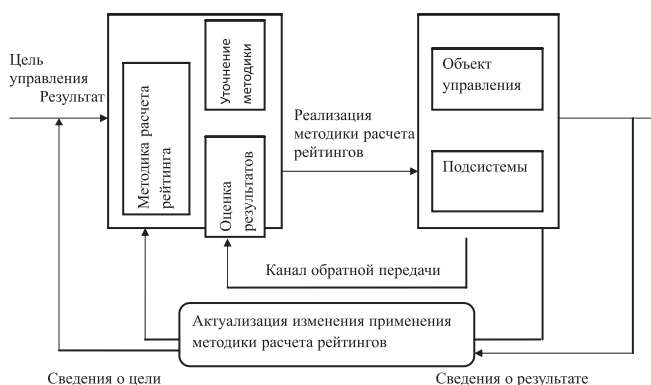 Цель
управления
Результат
Методика расчета
рейтинга
Уточнение
методики
Оценка
результатов
Реализация
методики расчета
рейтингов
Объект
управления
Подсистемы
Канал обратной передачи
Актуализация изменения применения
методики расчета рейтингов
Сведения о цели
Сведения о результате